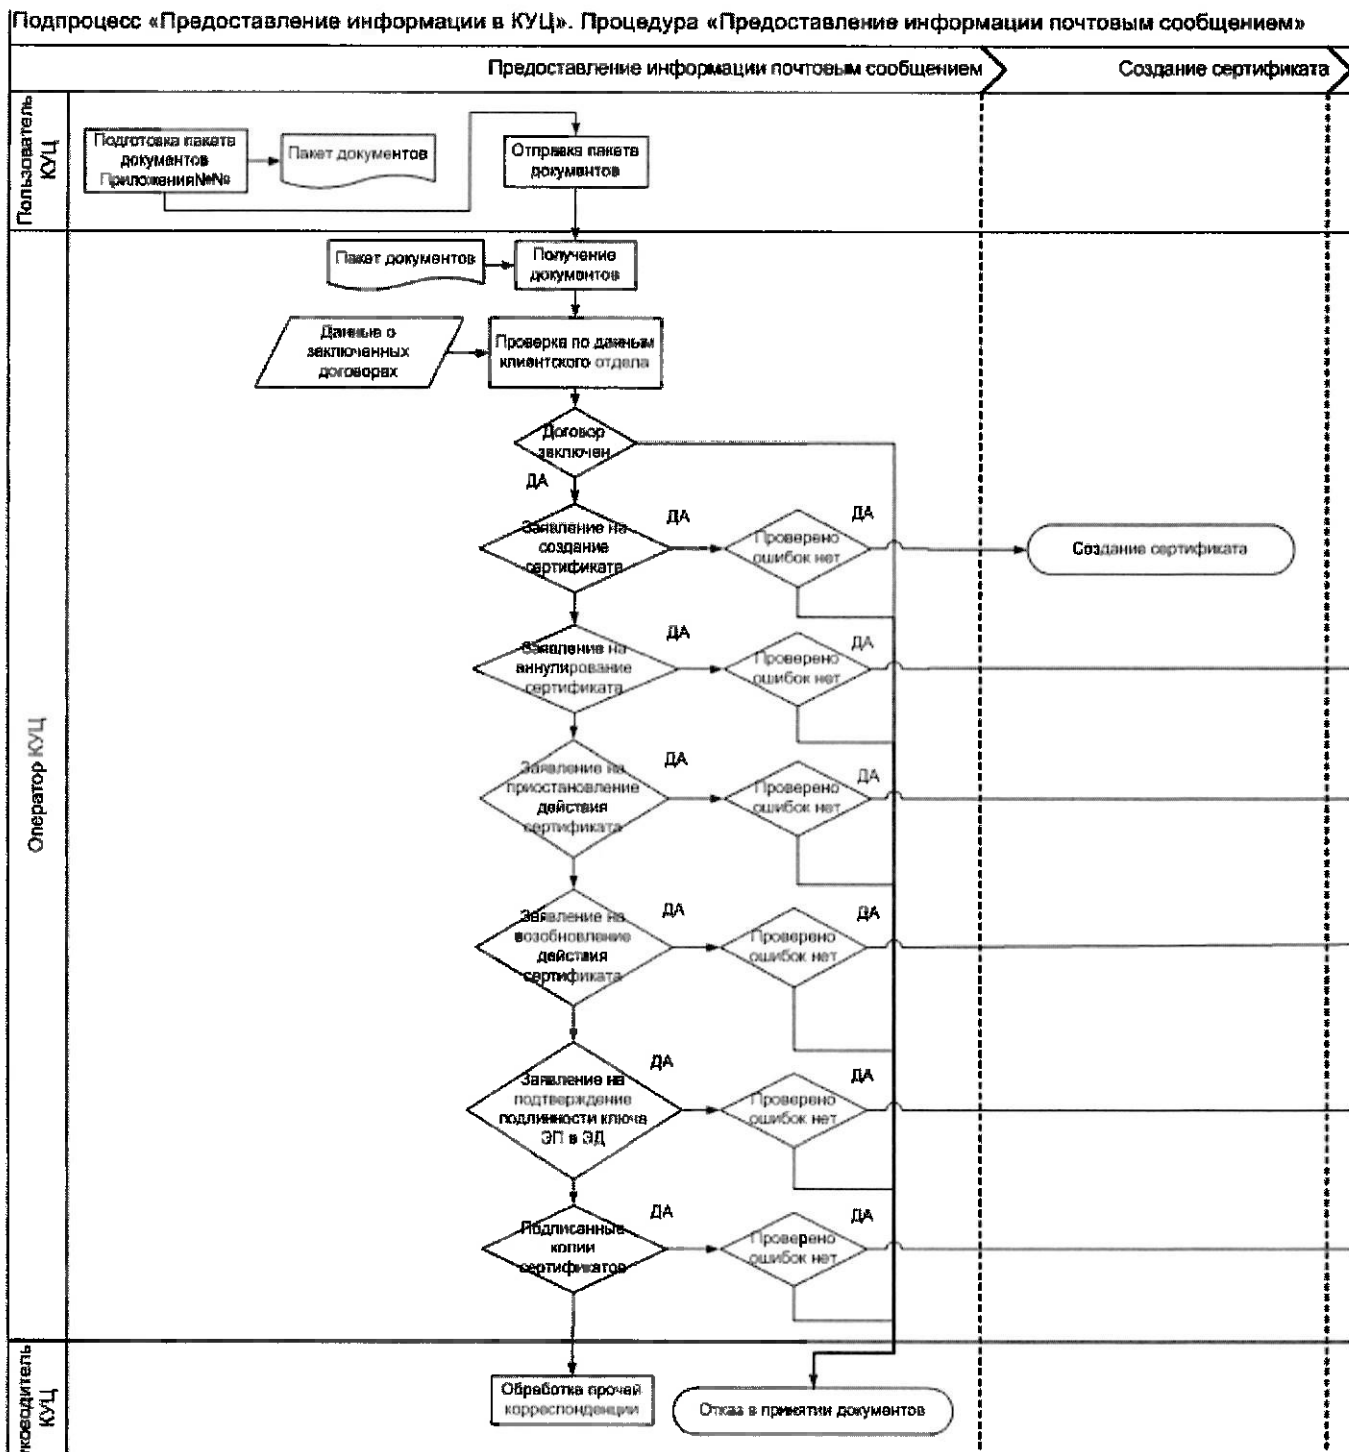 Подпроцесс «Предоставление информации в КУЦ». Процедура «Предоставление информации почтовым сообщением»
Предоставление информации почтовым сообщением
Создание сертификата
Пользователь
КУЦ
Подготовка пакета
документов
Приложения№№
Пакет документов
Отправка пакета
документов
Оператор КУЦ
Пакет документов
Получение
документов
Данные о
заключенных
договорах
Проверка по данным
клиентского отдела
Договор
заключен
ДА
Заявление на
создание
сертификата
ДА
Проверено
ошибок нет
ДА
Создание сертификата
Заявление на
аннулирование
сертификата
ДА
Проверено
ошибок нет
ДА
Заявление на
приостановление
действия
сертификата
ДА
Проверено
ошибок нет
ДА
Заявление на
возобновление
действия
сертификата
ДА
Проверено
ошибок нет
ДА
Заявление на
подтверждение
подлинности ключа
ЭП в ЭД
ДА
Проверено
ошибок нет
ДА
Подписанные
копии
сертификатов
ДА
Проверено
ошибок нет
ДА
уководитель
КУЦ
Обработка прочей
корреспонденции
Отказ в принятии документов